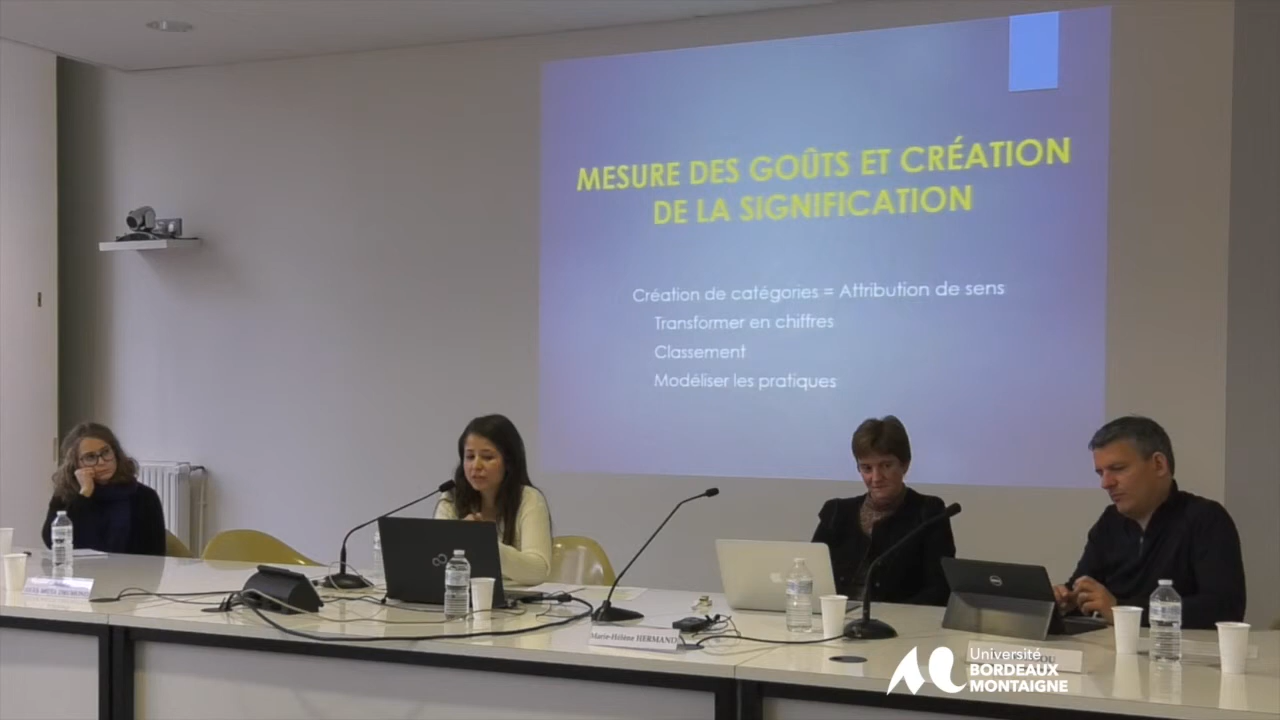 MESURE DES GOÛTS ET CRÉATION
DE LA SIGNIFICATION
Création de catégories = Attribution de sens
Transformer en chiffres
Classement
Modéliser les pratiques
Marie-Hélène HERMAND
Université
BORDEAUX
MONTAIGNE
DELL